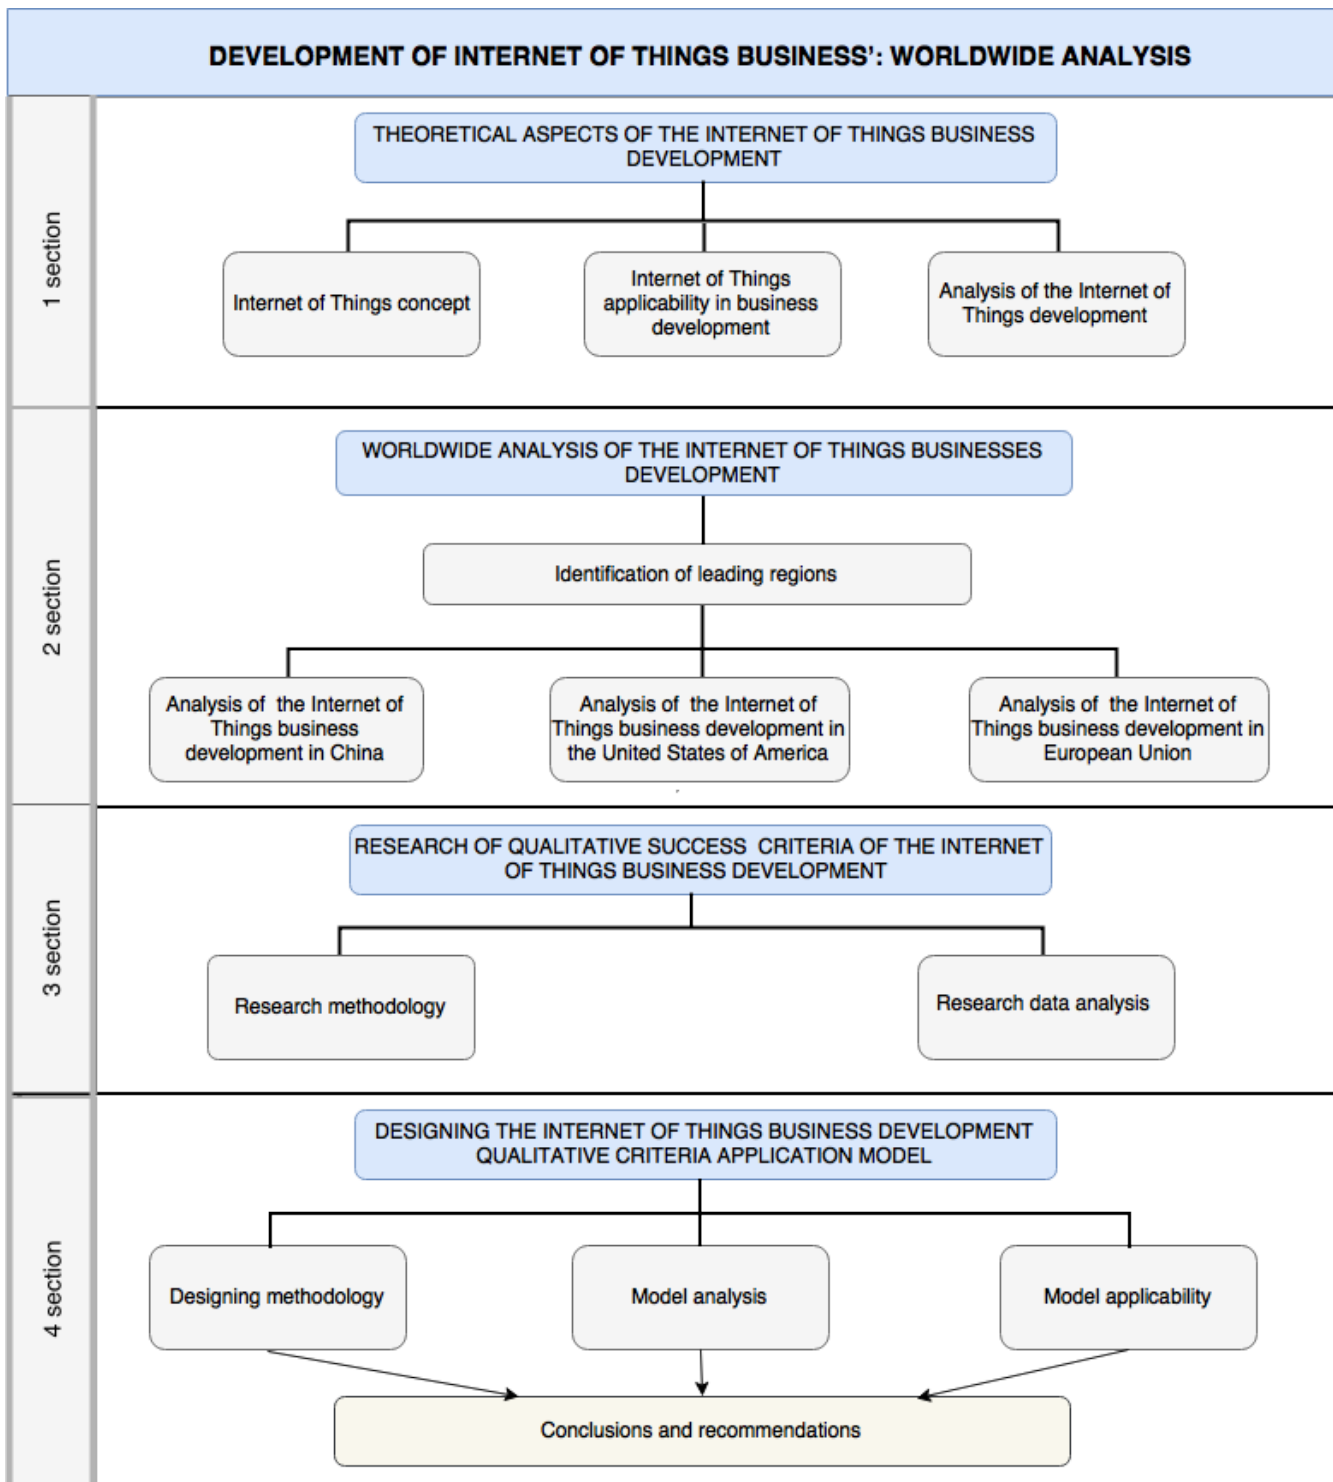 DEVELOPMENT OF INTERNET OF THINGS BUSINESS’: WORLDWIDE ANALYSIS
1 section
THEORETICAL ASPECTS OF THE INTERNET OF THINGS BUSINESS
DEVELOPMENT
Internet of Things concept
Internet of Things
applicability in business
development
Analysis of the Internet of
Things development
2 section
WORLDWIDE ANALYSIS OF THE INTERNET OF THINGS BUSINESSES
DEVELOPMENT
Identification of leading regions
Analysis of the Internet of
Things business
development in China
Analysis of the Internet of
Things business development in
the United States of America
Analysis of the Internet of
Things business development in
European Union
3 section
RESEARCH OF QUALITATIVE SUCCESS CRITERIA OF THE INTERNET
OF THINGS BUSINESS DEVELOPMENT
Research methodology
Research data analysis
4 section
DESIGNING THE INTERNET OF THINGS BUSINESS DEVELOPMENT
QUALITATIVE CRITERIA APPLICATION MODEL
Designing methodology
Model analysis
Model applicability
Conclusions and recommendations